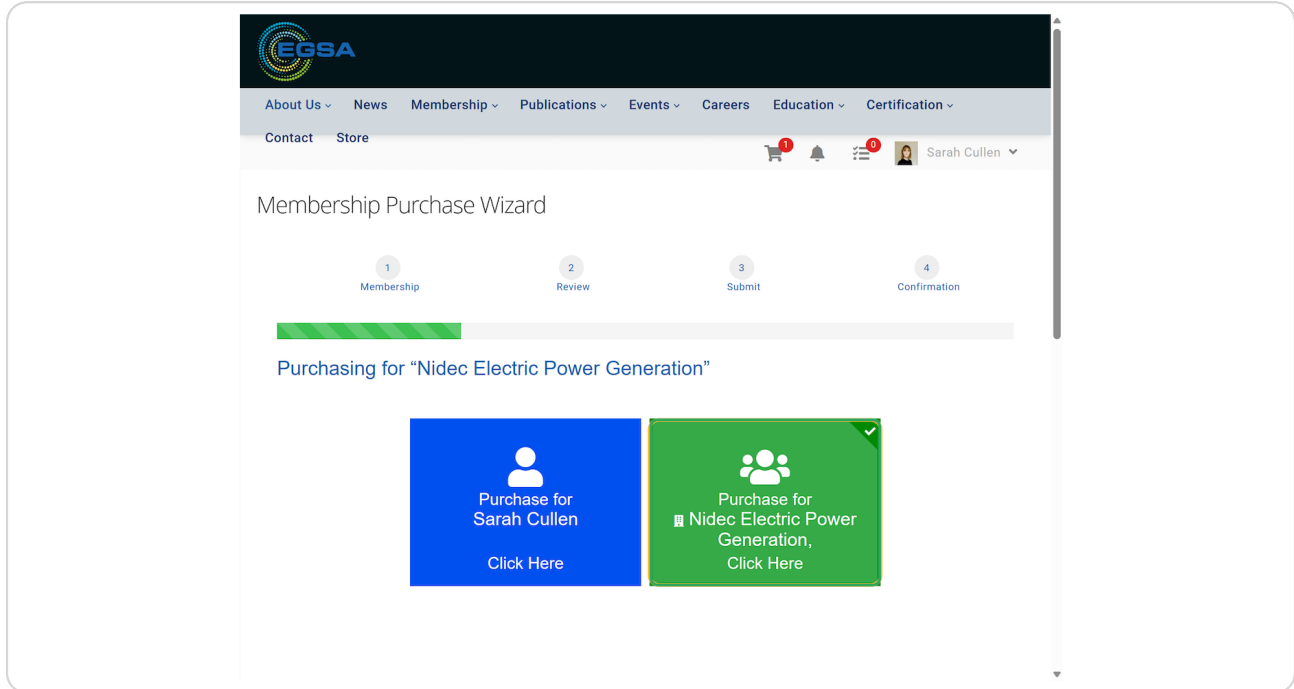 EGSA
About Us News Membership Publications Events Careers Education Certification
Contact Store
1 0 Sarah Cullen
Membership Purchase Wizard
1 2 3 4
Membership Review Submit Confirmation
Purchasing for “Nidec Electric Power Generation”
Purchase for
Sarah Cullen
Click Here
Purchase for
Nidec Electric Power
Generation,
Click Here